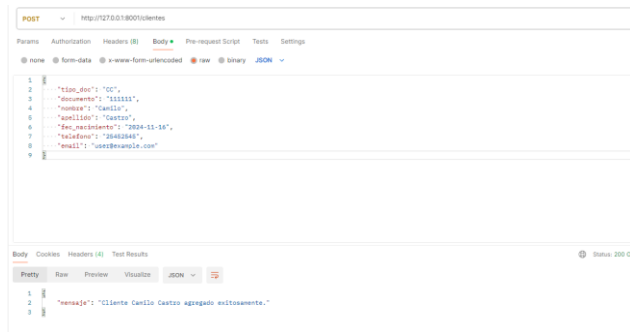 POST http://127.0.0.1:8001/clientes
Params Authorization Headers (8) Body Pre-request Script Tests Settings
none form-data x-www-form-urlencoded raw binary JSON
1 {
2 "tipo_doc": "CC",
3 "documento": "111111",
4 "nombre": "Camilo",
5 "apellido": "Castro",
6 "fec_nacimiento": "2024-11-16",
7 "telefono": "25452545",
8 "email": "user@example.com"
9 }
Body Cookies Headers (4) Test Results Status: 200 O
Pretty Raw Preview Visualize JSON
1 {
2 "mensaje": "Cliente Camilo Castro agregado exitosamente."
3 }